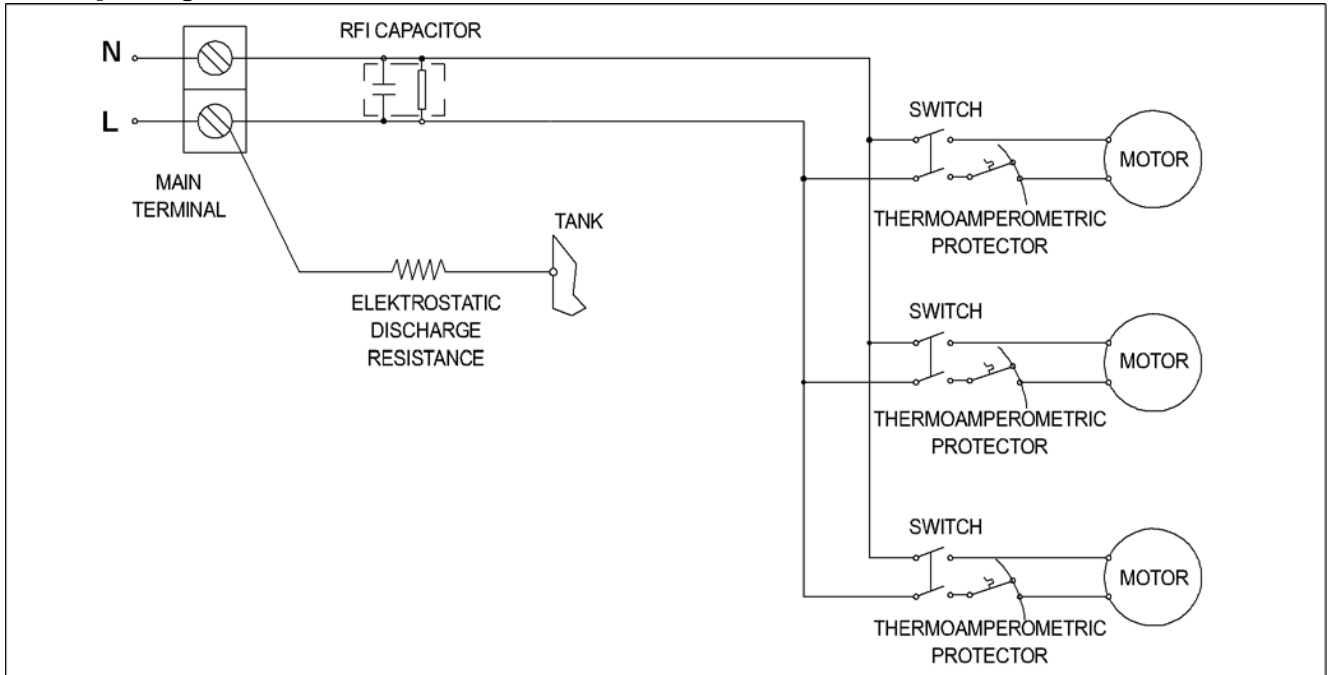 RFI CAPACITOR
N
L
MAIN
TERMINAL
TANK
ELEKTROSTATIC
DISCHARGE
RESISTANCE
SWITCH
MOTOR
THERMOAMPEROMETRIC
PROTECTOR
SWITCH
MOTOR
THERMOAMPEROMETRIC
PROTECTOR
SWITCH
MOTOR
THERMOAMPEROMETRIC
PROTECTOR